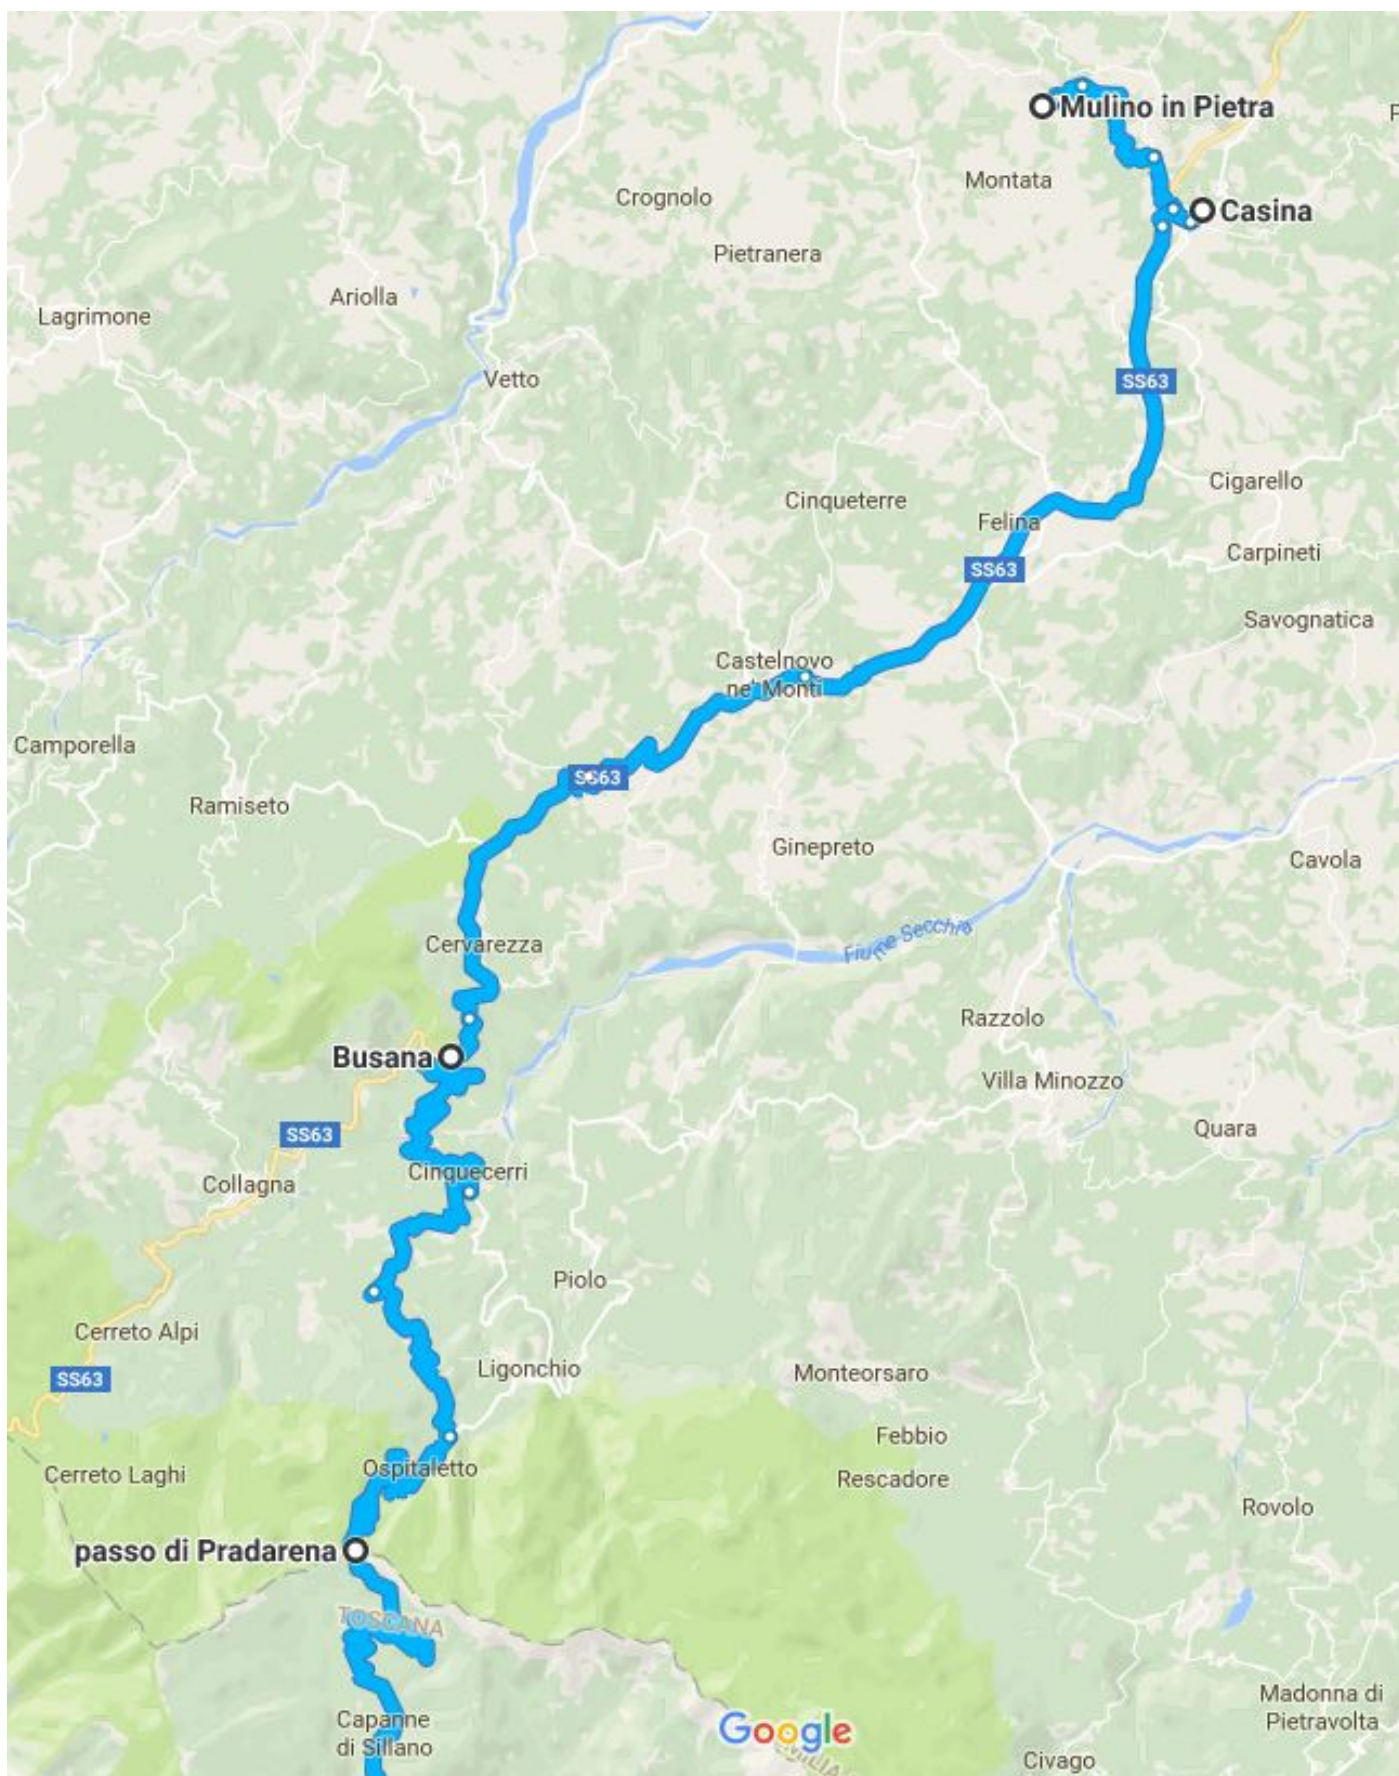 Mulino in Pietra
P
Montata
Crognolo
Casina
Pietranera
Ariolla
Lagrimone
Vetto
SS63
Cigarello
Cinqueterre
Felina
Carpineti
SS63
Savognatica
Castelnovo
ne' Monti
Camporella
SS63
Ramiseto
Ginepreto
Cavola
Cervarezza
Fiume Secchia
Razzolo
Busana
Villa Minozzo
SS63
Quara
Cinquecerri
Collagna
Piolo
Cerreto Alpi
Ligonchio
SS63
Monteorsaro
Febbio
Ospitaletto
Cerreto Laghi
Rescadore
Rovolo
passo di Pradarena
TOSCANA
Madonna di
Pietravolta
Capanne
di Sillano
Google
Civago